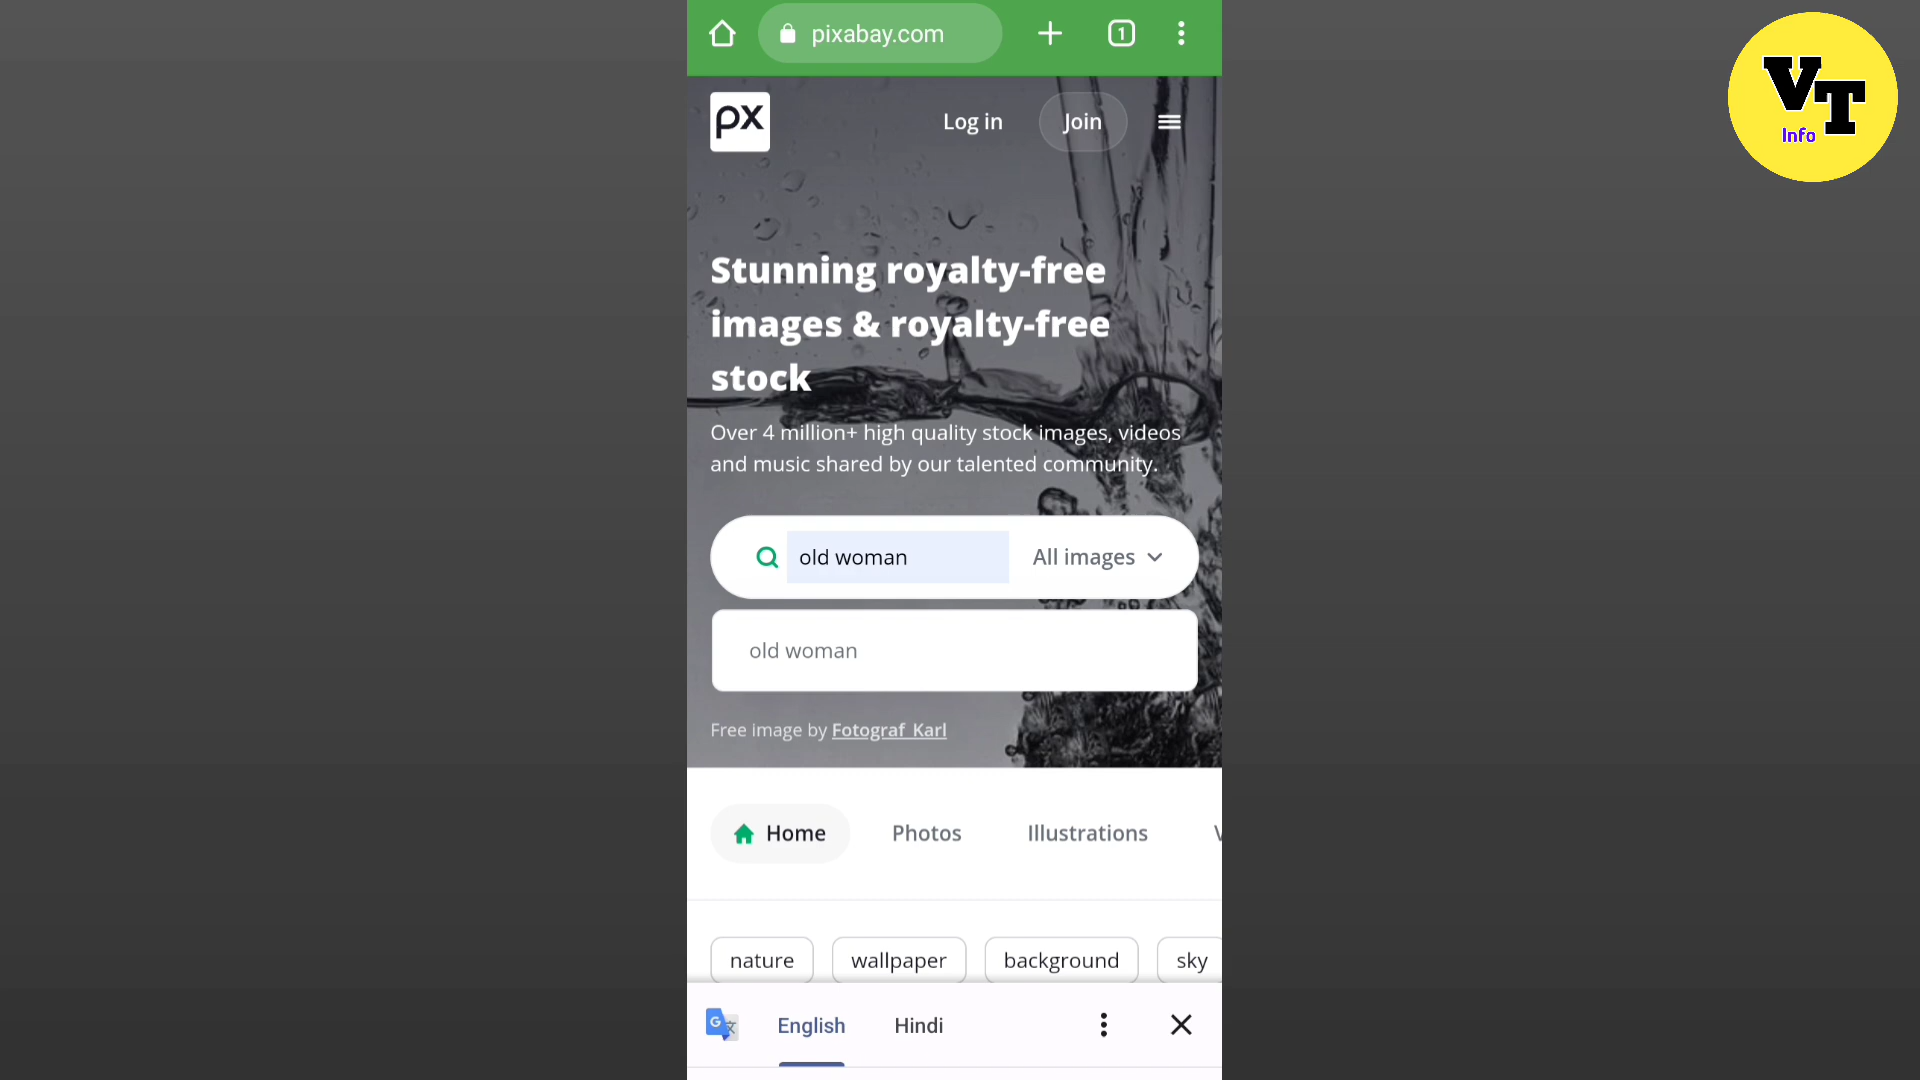 pixabay.com
1
px
Log in
Join
VT
Info
Stunning royalty-free
images & royalty-free
stock
Over 4 million+ high quality stock images, videos
and music shared by our talented community.
old woman
All images
old woman
Free image by Fotograf_Karl
Home
Photos
Illustrations
V
nature
wallpaper
background
sky
G
文
English
Hindi